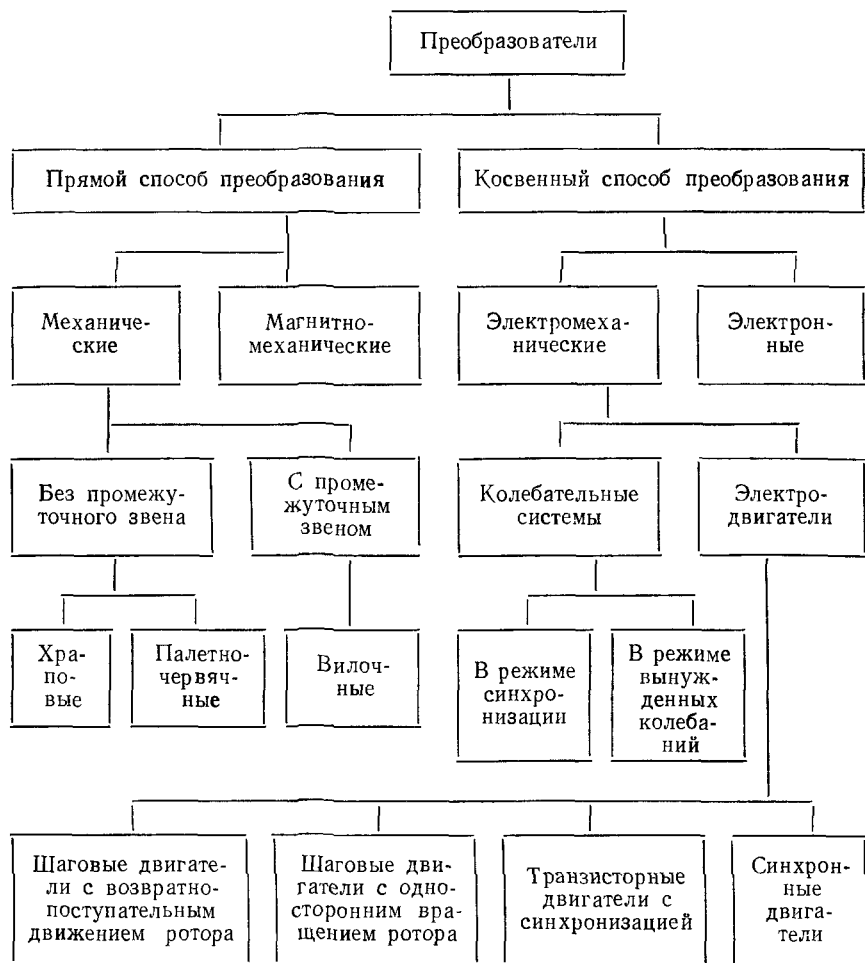 Преобразователи
Прямой способ преобразования
Косвенный способ преобразования
Механиче-
ские
Магнитно-
механические
Электромеха-
нические
Электрон-
ные
Без промежу-
точного звена
С проме-
жуточным
звеном
Колебательные
системы
Электро-
двигатели
Хра-
по-
вые
Палетно-
червяч-
ные
Вилоч-
ные
В режиме
синхро-
низации
В режиме
вынуж-
денных
колеба-
ний
Шаговые двигате-
ли с возвратно-
поступательным
движением ротора
Шаговые дви-
гатели с одно-
сторонним вра-
щением ротора
Транзисторные
двигатели с
синхронизацией
Синхрон-
ные
двига-
тели